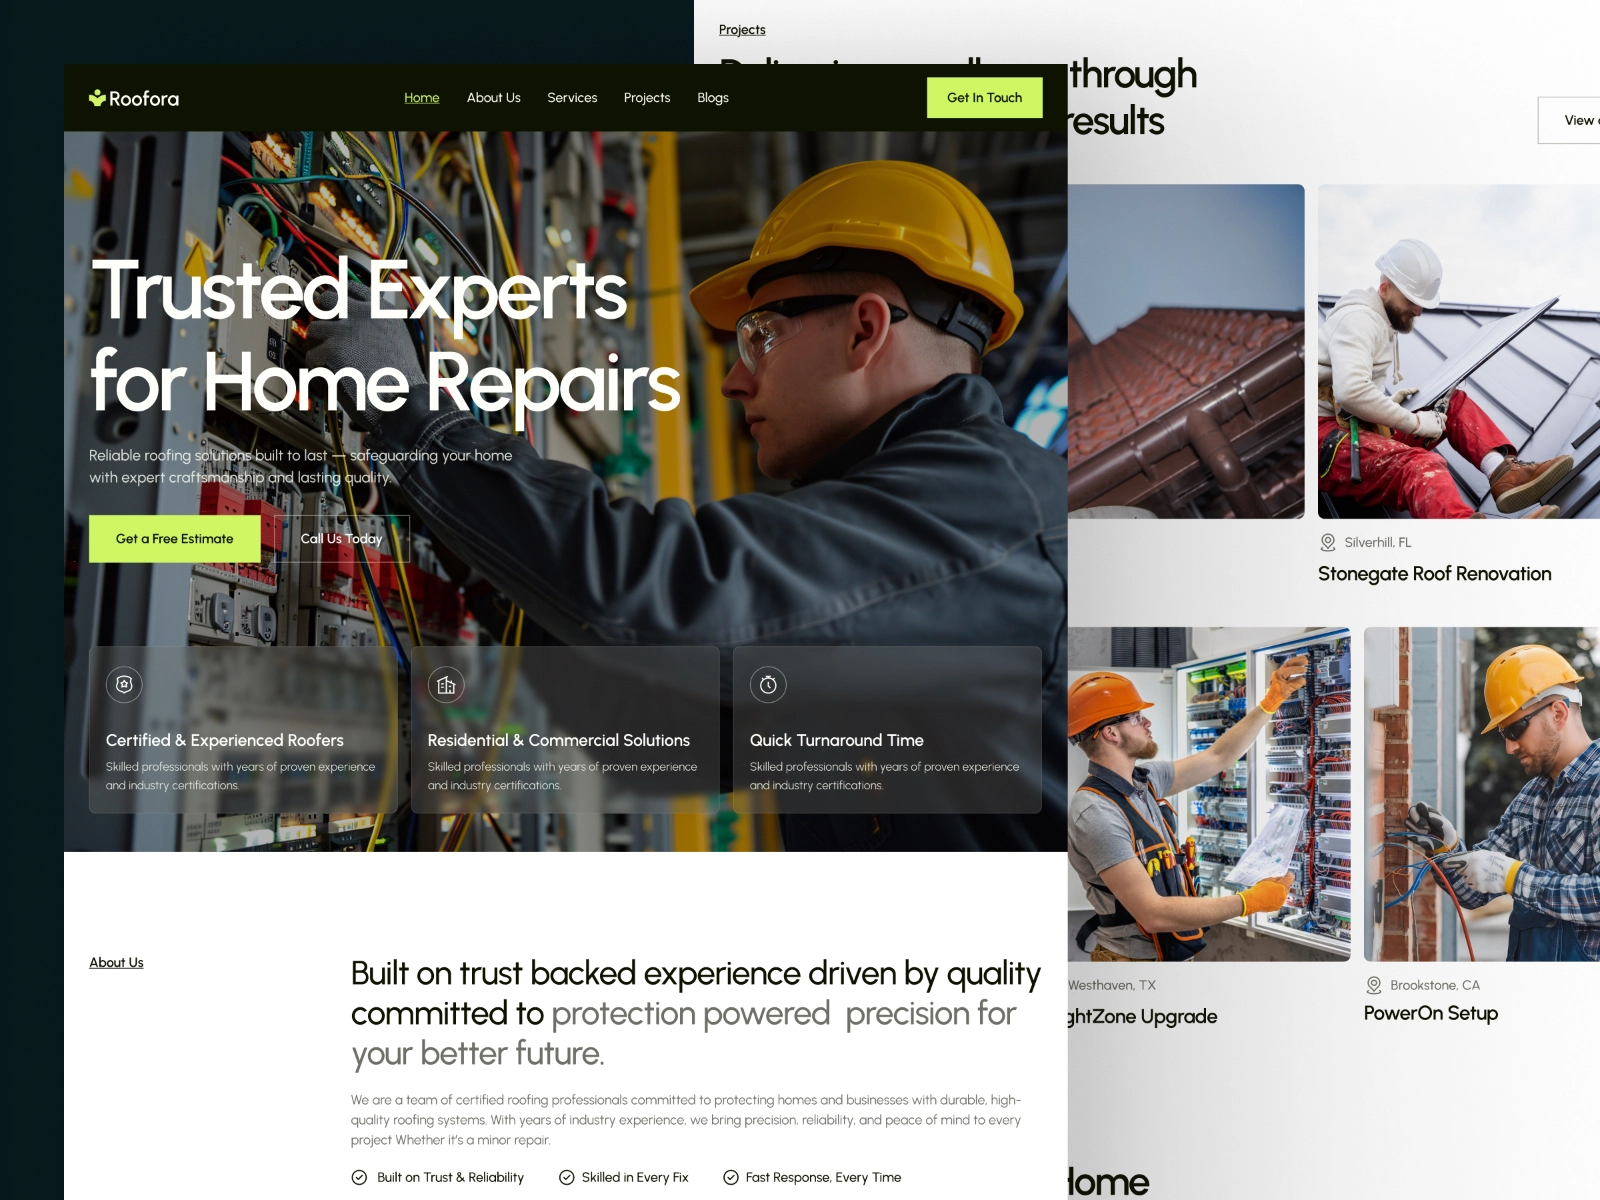 Projects
through
results
View
Roofora
Home
About Us
Services
Projects
Blogs
Get In Touch
Trusted Experts
for Home Repairs
Reliable roofing solutions built to last — safeguarding your home
with expert craftsmanship and lasting quality.
Get a Free Estimate
Call Us Today
Certified & Experienced Roofers
Skilled professionals with years of proven experience
and industry certifications.
Residential & Commercial Solutions
Skilled professionals with years of proven experience
and industry certifications.
Quick Turnaround Time
Skilled professionals with years of proven experience
and industry certifications.
About Us
Built on trust backed experience driven by quality
committed to protection powered  precision for
your better future.
We are a team of certified roofing professionals committed to protecting homes and businesses with durable, high-
quality roofing systems. With years of industry experience, we bring precision, reliability, and peace of mind to every
project Whether it's a minor repair.
Built on Trust & Reliability
Skilled in Every Fix
Fast Response, Every Time
Silverhill, FL
Stonegate Roof Renovation
Westhaven, TX
ghtZone Upgrade
Brookstone, CA
PowerOn Setup
Home